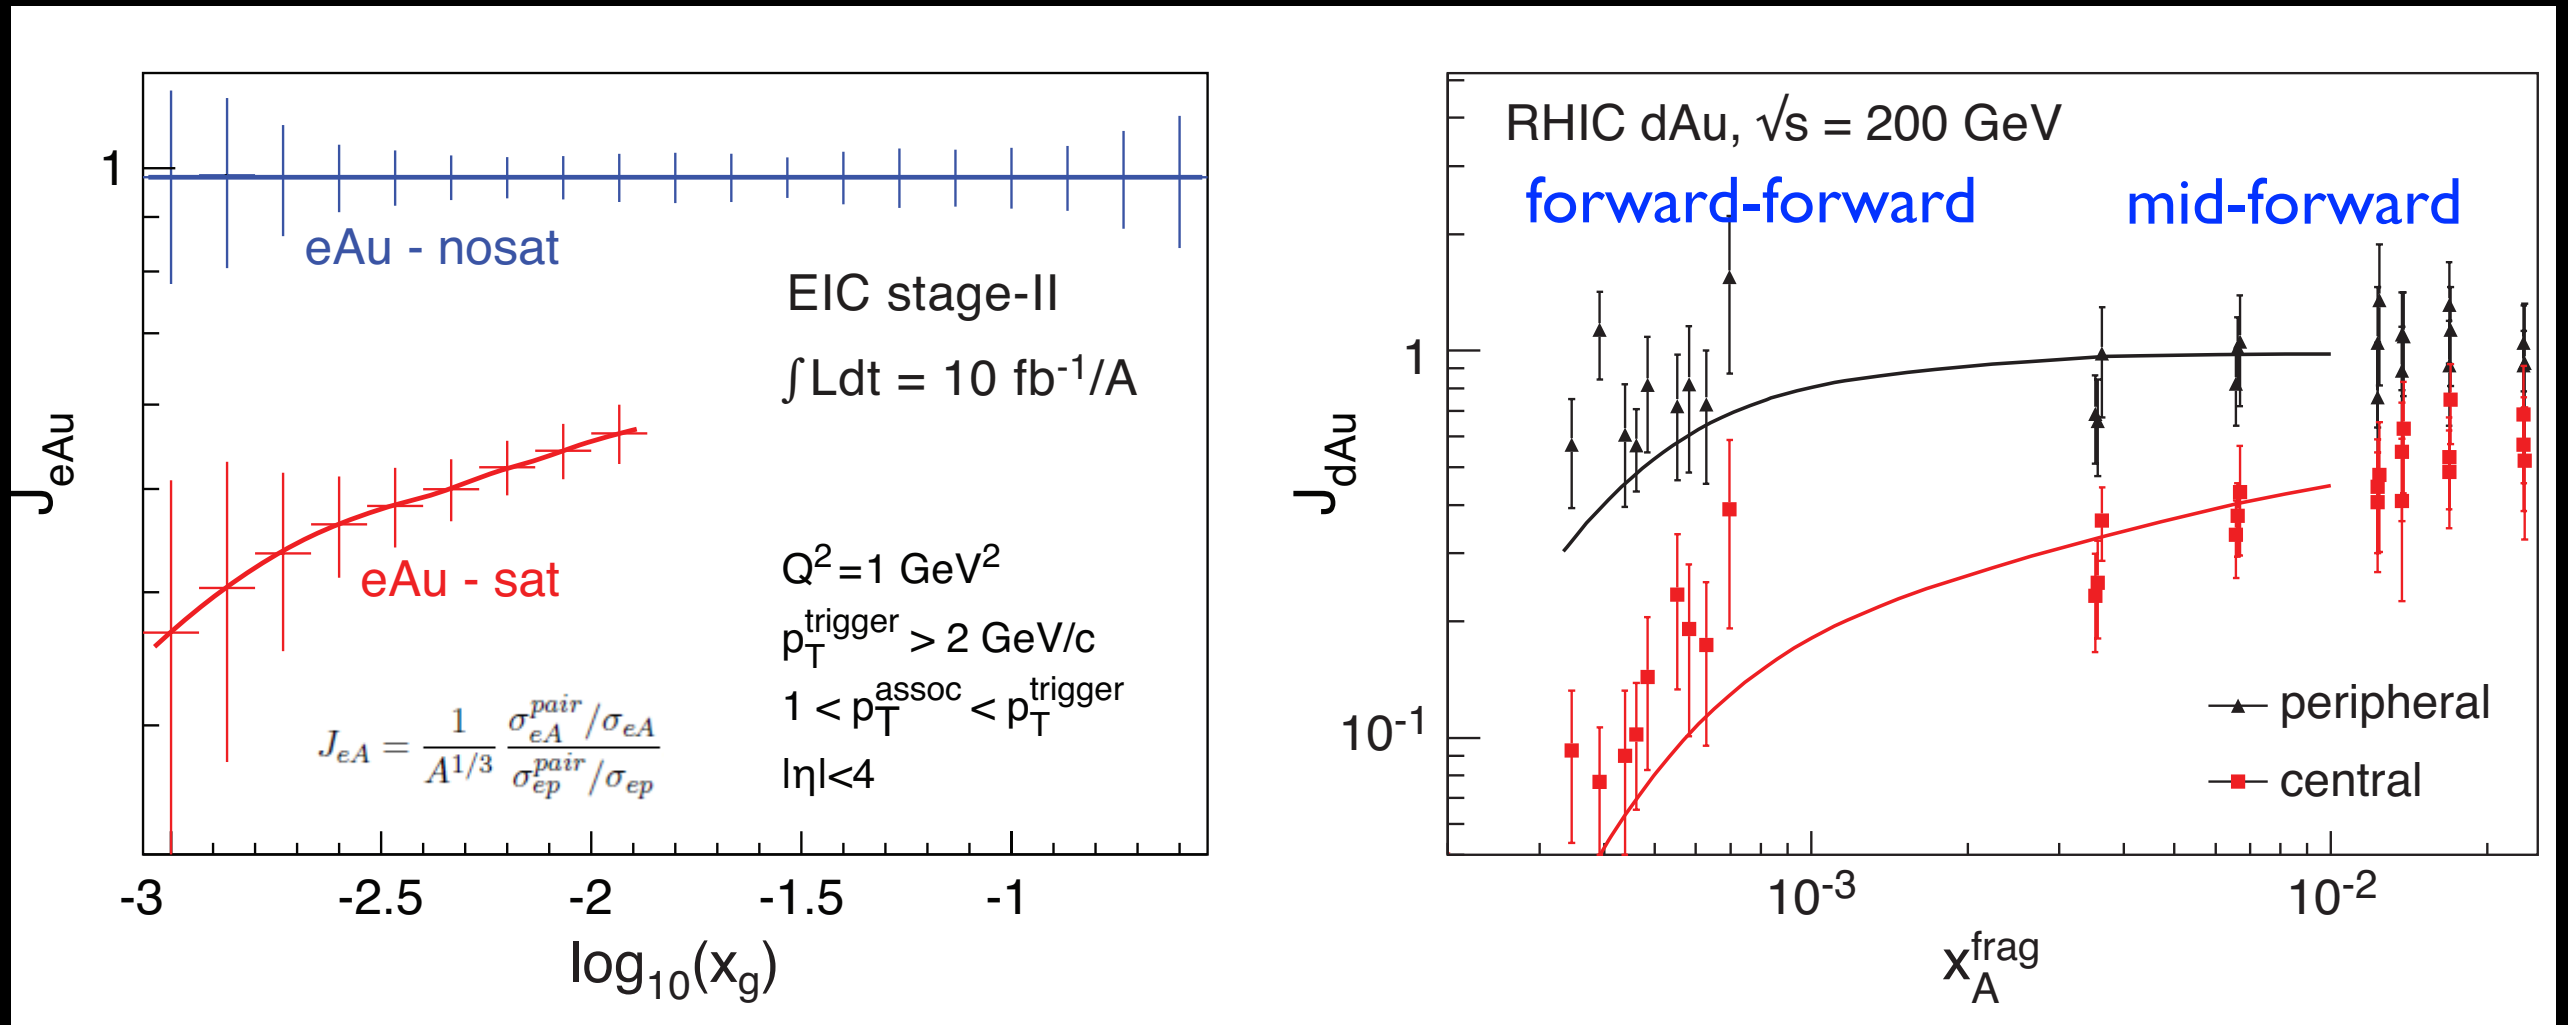 1
J_eAu
eAu - nosat
EIC stage-II
∫Ldt = 10 fb^-1/A
eAu - sat
Q^2=1 GeV^2
p_T^trigger > 2 GeV/c
1 < p_T^assoc < p_T^trigger
|η|<4
J_eA = 1/A^1/3 (σ_eA^pair/σ_eA)/(σ_ep^pair/σ_ep)
-3 -2.5 -2 -1.5 -1
log_10(x_g)
RHIC dAu, √s = 200 GeV
forward-forward mid-forward
1
J_dAu
10^-1
peripheral
central
10^-3 10^-2
x_A^frag